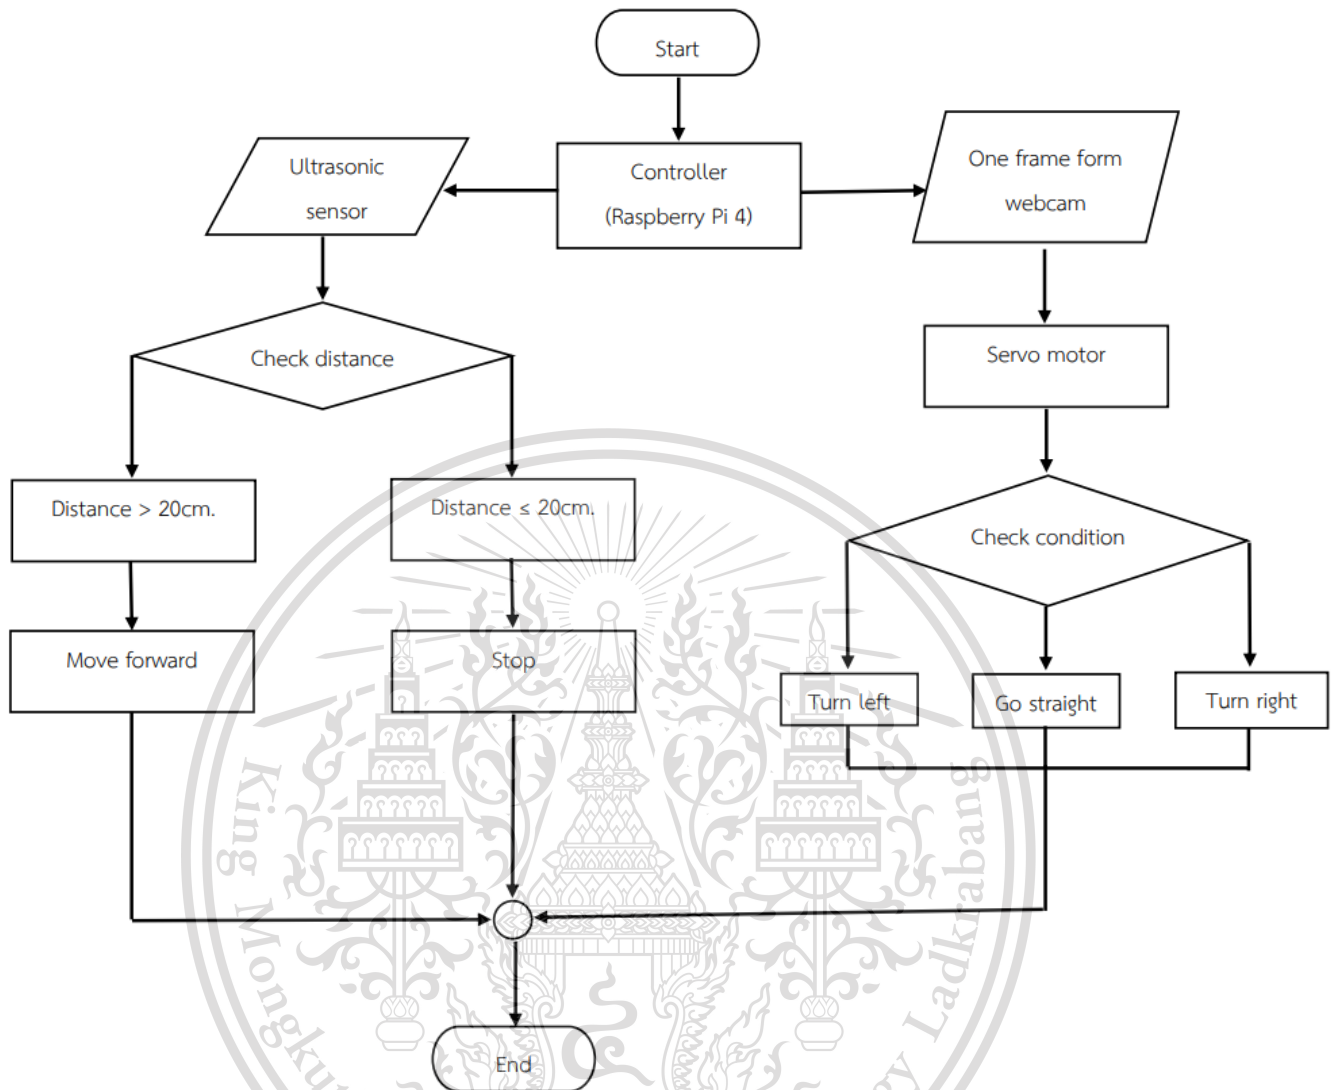 Start
Ultrasonic
sensor
Controller
(Raspberry Pi 4)
One frame form
webcam
Check distance
Servo motor
Distance > 20cm.
Distance ≤ 20cm.
Check condition
Move forward
Stop
Turn left
Go straight
Turn right
End
King Mongkut
Ladkrabang